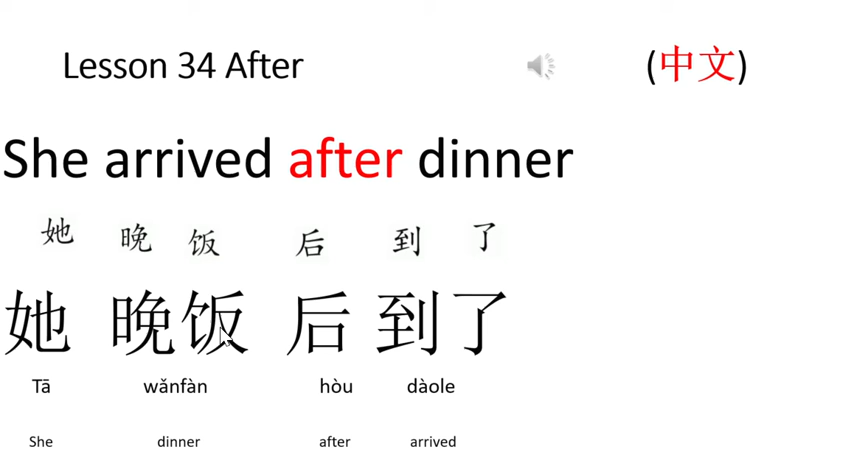 Lesson 34 After (中文)
She arrived after dinner
她 晚 饭 后 到 了
她 晚饭 后 到了
Tā wǎnfàn hòu dàole
She dinner after arrived